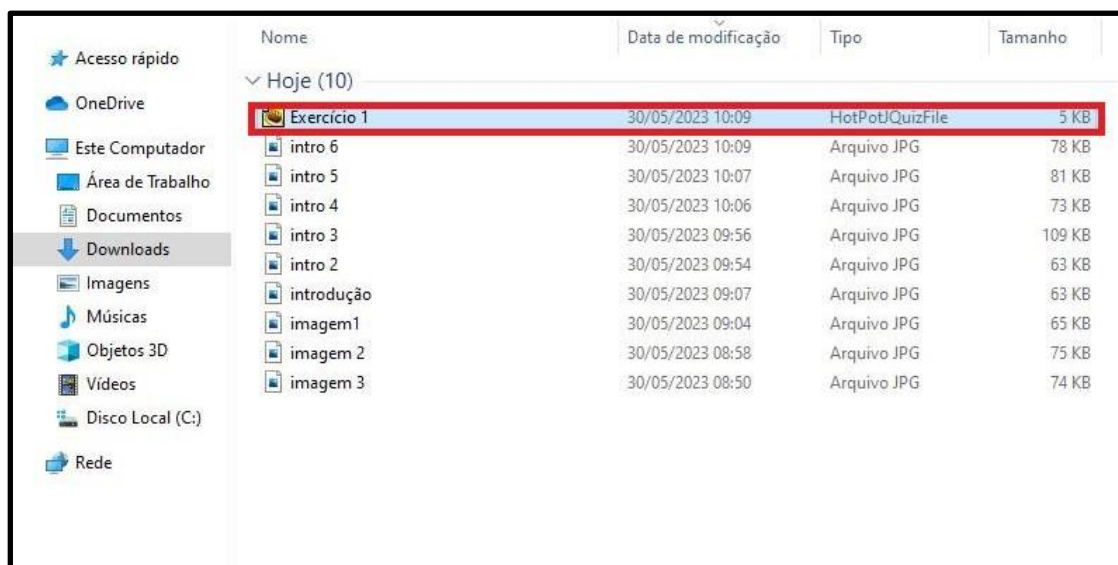 Acesso rápido
OneDrive
Este Computador
Área de Trabalho
Documentos
Downloads
Imagens
Músicas
Objetos 3D
Vídeos
Disco Local (C:)
Rede
Nome Data de modificação Tipo Tamanho
Hoje (10)
Exercício 1 30/05/2023 10:09 HotPotJQuizFile 5 KB
intro 6 30/05/2023 10:09 Arquivo JPG 78 KB
intro 5 30/05/2023 10:07 Arquivo JPG 81 KB
intro 4 30/05/2023 10:06 Arquivo JPG 73 KB
intro 3 30/05/2023 09:56 Arquivo JPG 109 KB
intro 2 30/05/2023 09:54 Arquivo JPG 63 KB
introdução 30/05/2023 09:07 Arquivo JPG 63 KB
imagem1 30/05/2023 09:04 Arquivo JPG 65 KB
imagem 2 30/05/2023 08:58 Arquivo JPG 75 KB
imagem 3 30/05/2023 08:50 Arquivo JPG 74 KB